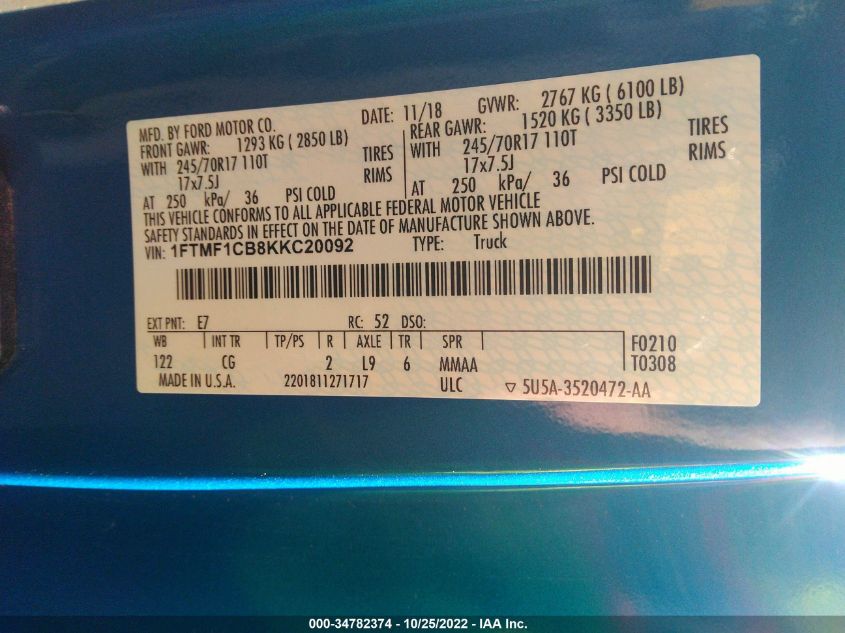 MFD. BY FORD MOTOR CO. DATE: 11/18 GVWR: 2767 KG ( 6100 LB)
FRONT GAWR: 1293 KG ( 2850 LB) REAR GAWR: 1520 KG ( 3350 LB)
WITH 245/70R17 110T TIRES WITH 245/70R17 110T TIRES
17x7.5J RIMS 17x7.5J RIMS
AT 250 kPa/ 36 PSI COLD AT 250 kPa/ 36 PSI COLD
THIS VEHICLE CONFORMS TO ALL APPLICABLE FEDERAL MOTOR VEHICLE
SAFETY STANDARDS IN EFFECT ON THE DATE OF MANUFACTURE SHOWN ABOVE.
VIN: 1FTMF1CB8KKC20092 TYPE: Truck
EXT PNT: E7 RC: 52 DSO:
WB INT TR TP/PS R AXLE TR SPR F0210
122 CG 2 L9 6 MMAA T0308
MADE IN U.S.A. 2201811271717 ULC ▽ 5U5A-3520472-AA
000-34782374 - 10/25/2022 - IAA Inc.